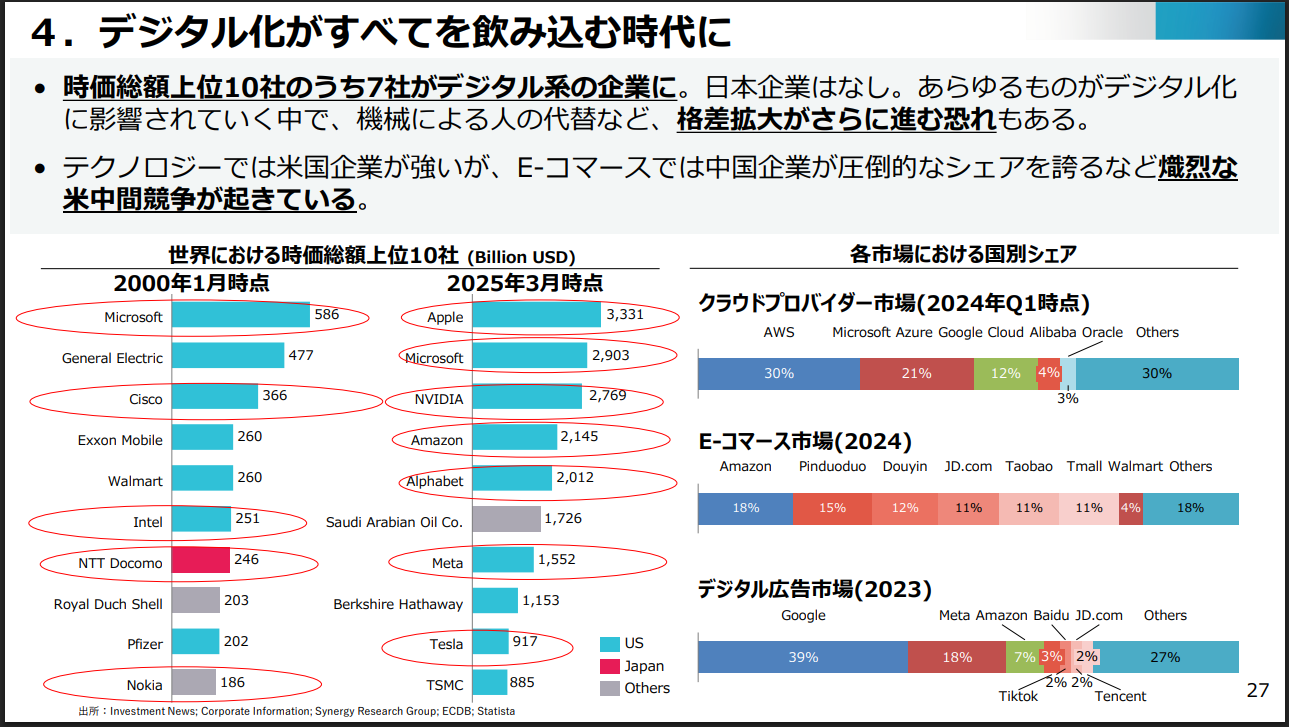 4．デジタル化がすべてを飲み込む時代に
• 時価総額上位10社のうち7社がデジタル系の企業に。日本企業はなし。あらゆるものがデジタル化
に影響されていく中で、機械による人の代替など、格差拡大がさらに進む恐れもある。
• テクノロジーでは米国企業が強いが、E-コマースでは中国企業が圧倒的なシェアを誇るなど熾烈な
米中間競争が起きている。
世界における時価総額上位10社 (Billion USD)
2000年1月時点
Microsoft 586
General Electric 477
Cisco 366
Exxon Mobile 260
Walmart 260
Intel 251
NTT Docomo 246
Royal Duch Shell 203
Pfizer 202
Nokia 186
2025年3月時点
Apple 3,331
Microsoft 2,903
NVIDIA 2,769
Amazon 2,145
Alphabet 2,012
Saudi Arabian Oil Co. 1,726
Meta 1,552
Berkshire Hathaway 1,153
Tesla 917
TSMC 885
US
Japan
Others
各市場における国別シェア
クラウドプロバイダー市場(2024年Q1時点)
AWS Microsoft Azure Google Cloud Alibaba Oracle Others
30% 21% 12% 4% 30%
3%
E-コマース市場(2024)
Amazon Pinduoduo Douyin JD.com Taobao Tmall Walmart Others
18% 15% 12% 11% 11% 11% 4% 18%
デジタル広告市場(2023)
Google Meta Amazon Baidu JD.com Others
39% 18% 7% 3% 2% 27%
2% 2%
Tiktok Tencent
出所：Investment News; Corporate Information; Synergy Research Group; ECDB; Statista
27